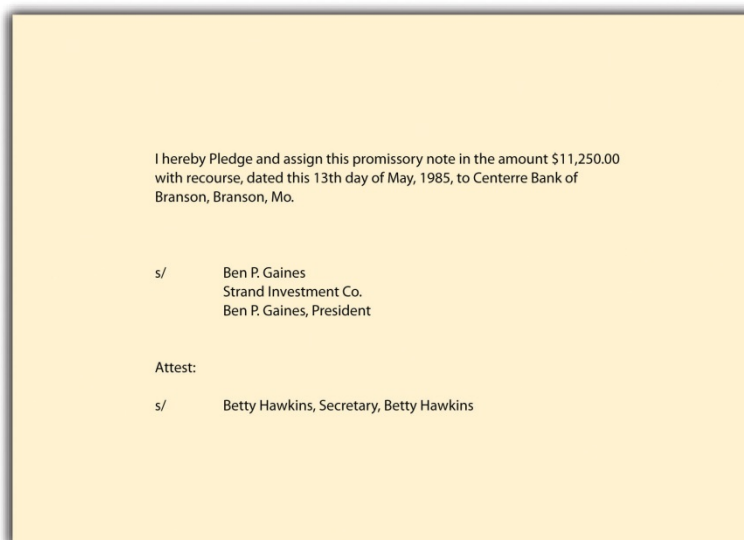 I hereby Pledge and assign this promissory note in the amount $11,250.00
with recourse, dated this 13th day of May, 1985, to Centerre Bank of
Branson, Branson, Mo.
s/ Ben P. Gaines
Strand Investment Co.
Ben P. Gaines, President
Attest:
s/ Betty Hawkins, Secretary, Betty Hawkins